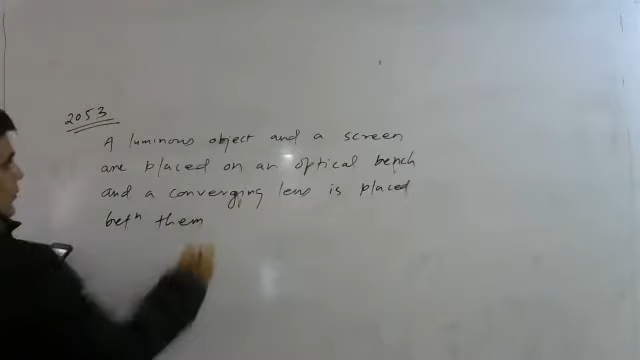 2053
A luminous object and a screen
are placed on an optical bench
and a converging lens is placed
betⁿ them